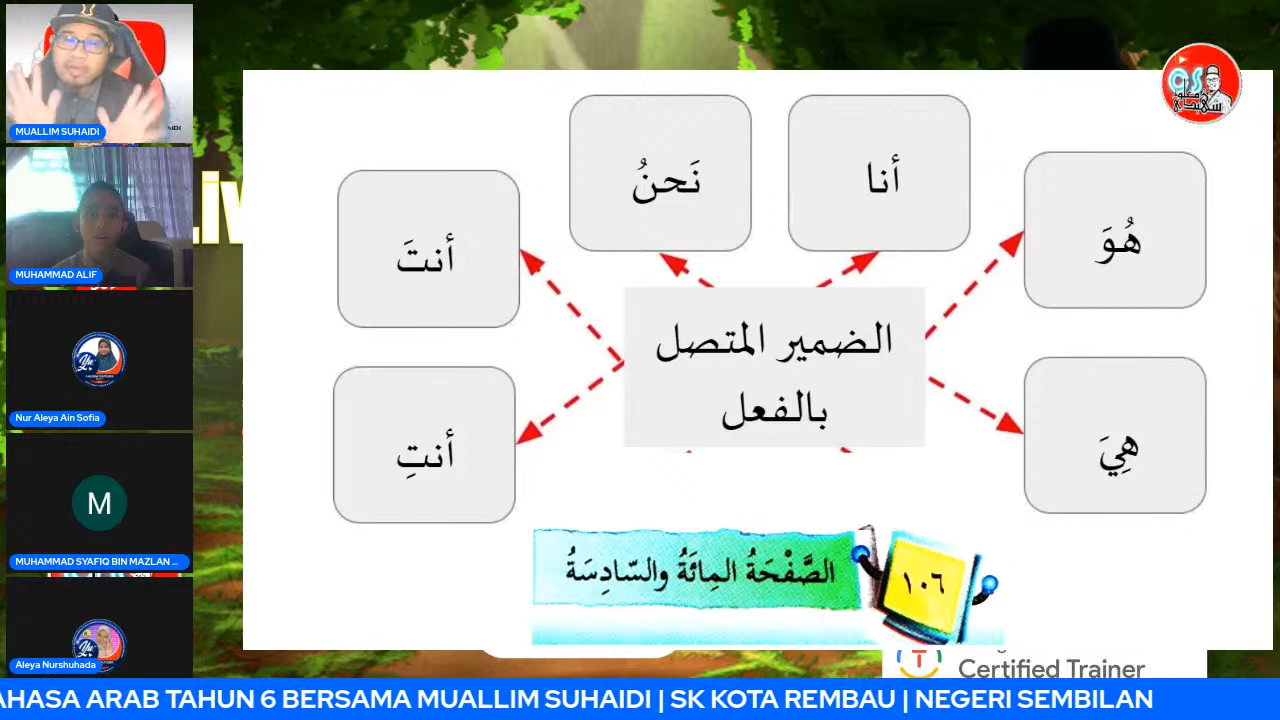 MUALLIM SUHAIDI
MUHAMMAD ALIF
Nur Aleya Ain Sofia
M
MUHAMMAD SYAFIQ BIN MAZLAN ...
Aleya Nurshuhada
أنا
نَحنُ
هُوَ
أنتَ
الضمير المتصل
بالفعل
هِيَ
أنتِ
الصَّفْحَةُ المِائَةُ والسّادِسَةُ
١٠٦
Certified Trainer
AHASA ARAB TAHUN 6 BERSAMA MUALLIM SUHAIDI | SK KOTA REMBAU | NEGERI SEMBILAN